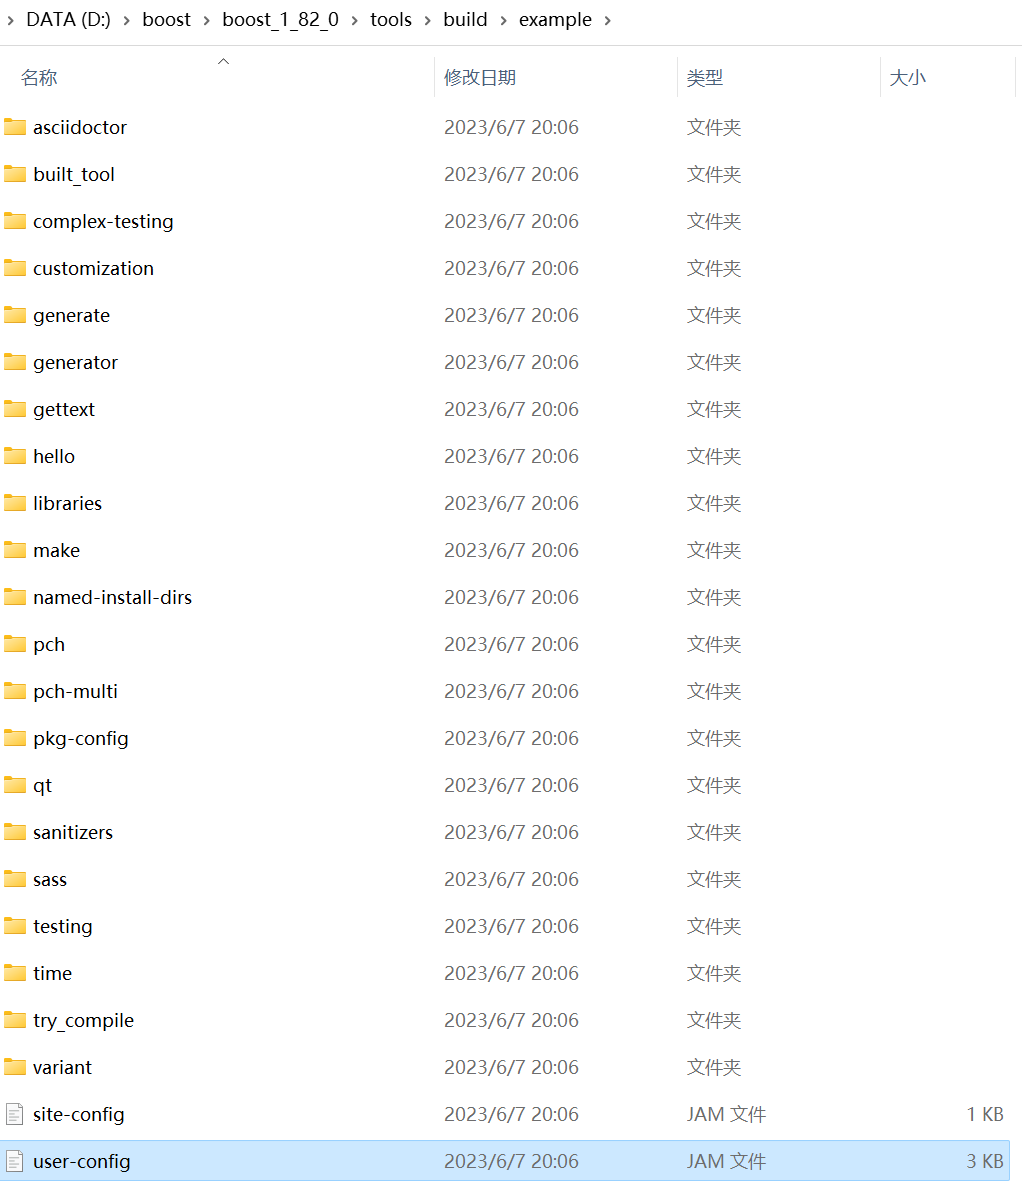 DATA (D:) > boost > boost_1_82_0 > tools > build > example >
名称 修改日期 类型 大小
asciidoctor 2023/6/7 20:06 文件夹
built_tool 2023/6/7 20:06 文件夹
complex-testing 2023/6/7 20:06 文件夹
customization 2023/6/7 20:06 文件夹
generate 2023/6/7 20:06 文件夹
generator 2023/6/7 20:06 文件夹
gettext 2023/6/7 20:06 文件夹
hello 2023/6/7 20:06 文件夹
libraries 2023/6/7 20:06 文件夹
make 2023/6/7 20:06 文件夹
named-install-dirs 2023/6/7 20:06 文件夹
pch 2023/6/7 20:06 文件夹
pch-multi 2023/6/7 20:06 文件夹
pkg-config 2023/6/7 20:06 文件夹
qt 2023/6/7 20:06 文件夹
sanitizers 2023/6/7 20:06 文件夹
sass 2023/6/7 20:06 文件夹
testing 2023/6/7 20:06 文件夹
time 2023/6/7 20:06 文件夹
try_compile 2023/6/7 20:06 文件夹
variant 2023/6/7 20:06 文件夹
site-config 2023/6/7 20:06 JAM 文件 1 KB
user-config 2023/6/7 20:06 JAM 文件 3 KB